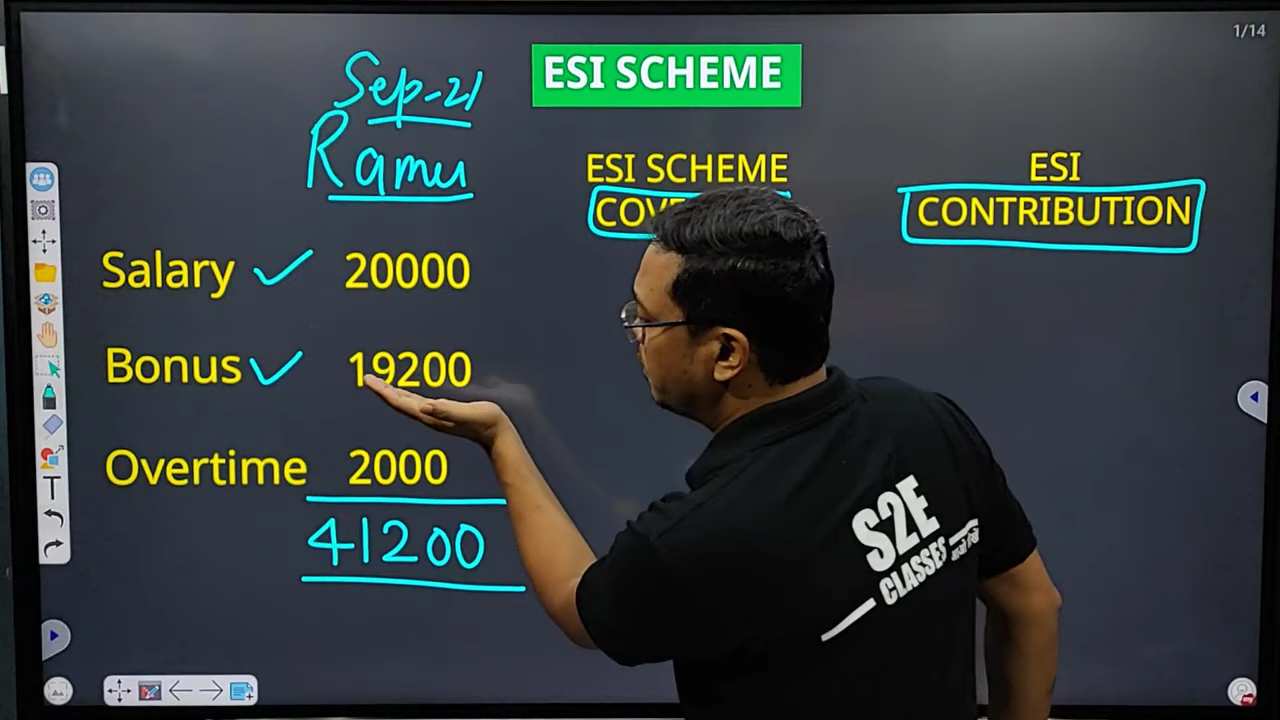 1/14
Sep-21
ESI SCHEME
Ramu
ESI SCHEME
ESI
CONTRIBUTION
Salary 20000
Bonus 19200
Overtime 2000
41200
S2E
CLASSES
T